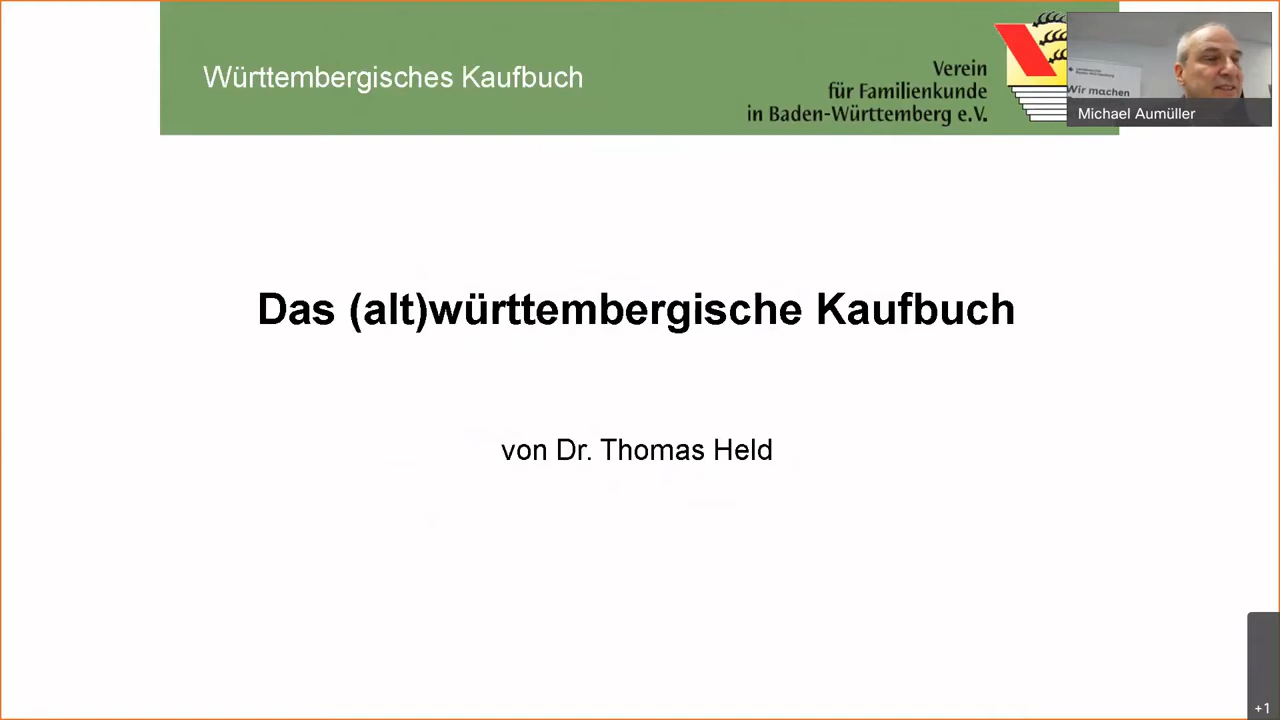 Württembergisches Kaufbuch
Verein
für Familienkunde
in Baden-Württemberg e.V.
Wir machen
Michael Aumüller
Das (alt)württembergische Kaufbuch
von Dr. Thomas Held
+1